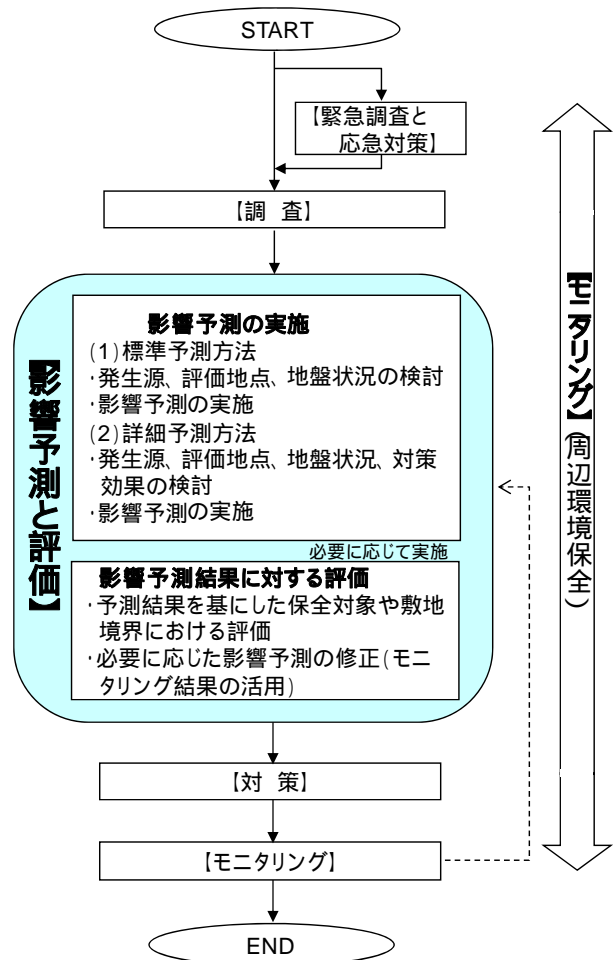 START
【緊急調査と
応急対策】
【調 査】
【影響予測と評価】
影響予測の実施
(1)標準予測方法
・発生源、評価地点、地盤状況の検討
・影響予測の実施
(2)詳細予測方法
・発生源、評価地点、地盤状況、対策
効果の検討
・影響予測の実施
必要に応じて実施
影響予測結果に対する評価
・予測結果を基にした保全対象や敷地
境界における評価
・必要に応じた影響予測の修正(モニ
タリング結果の活用)
【対 策】
【モニタリング】
END
【モニタリング】(周辺環境保全)